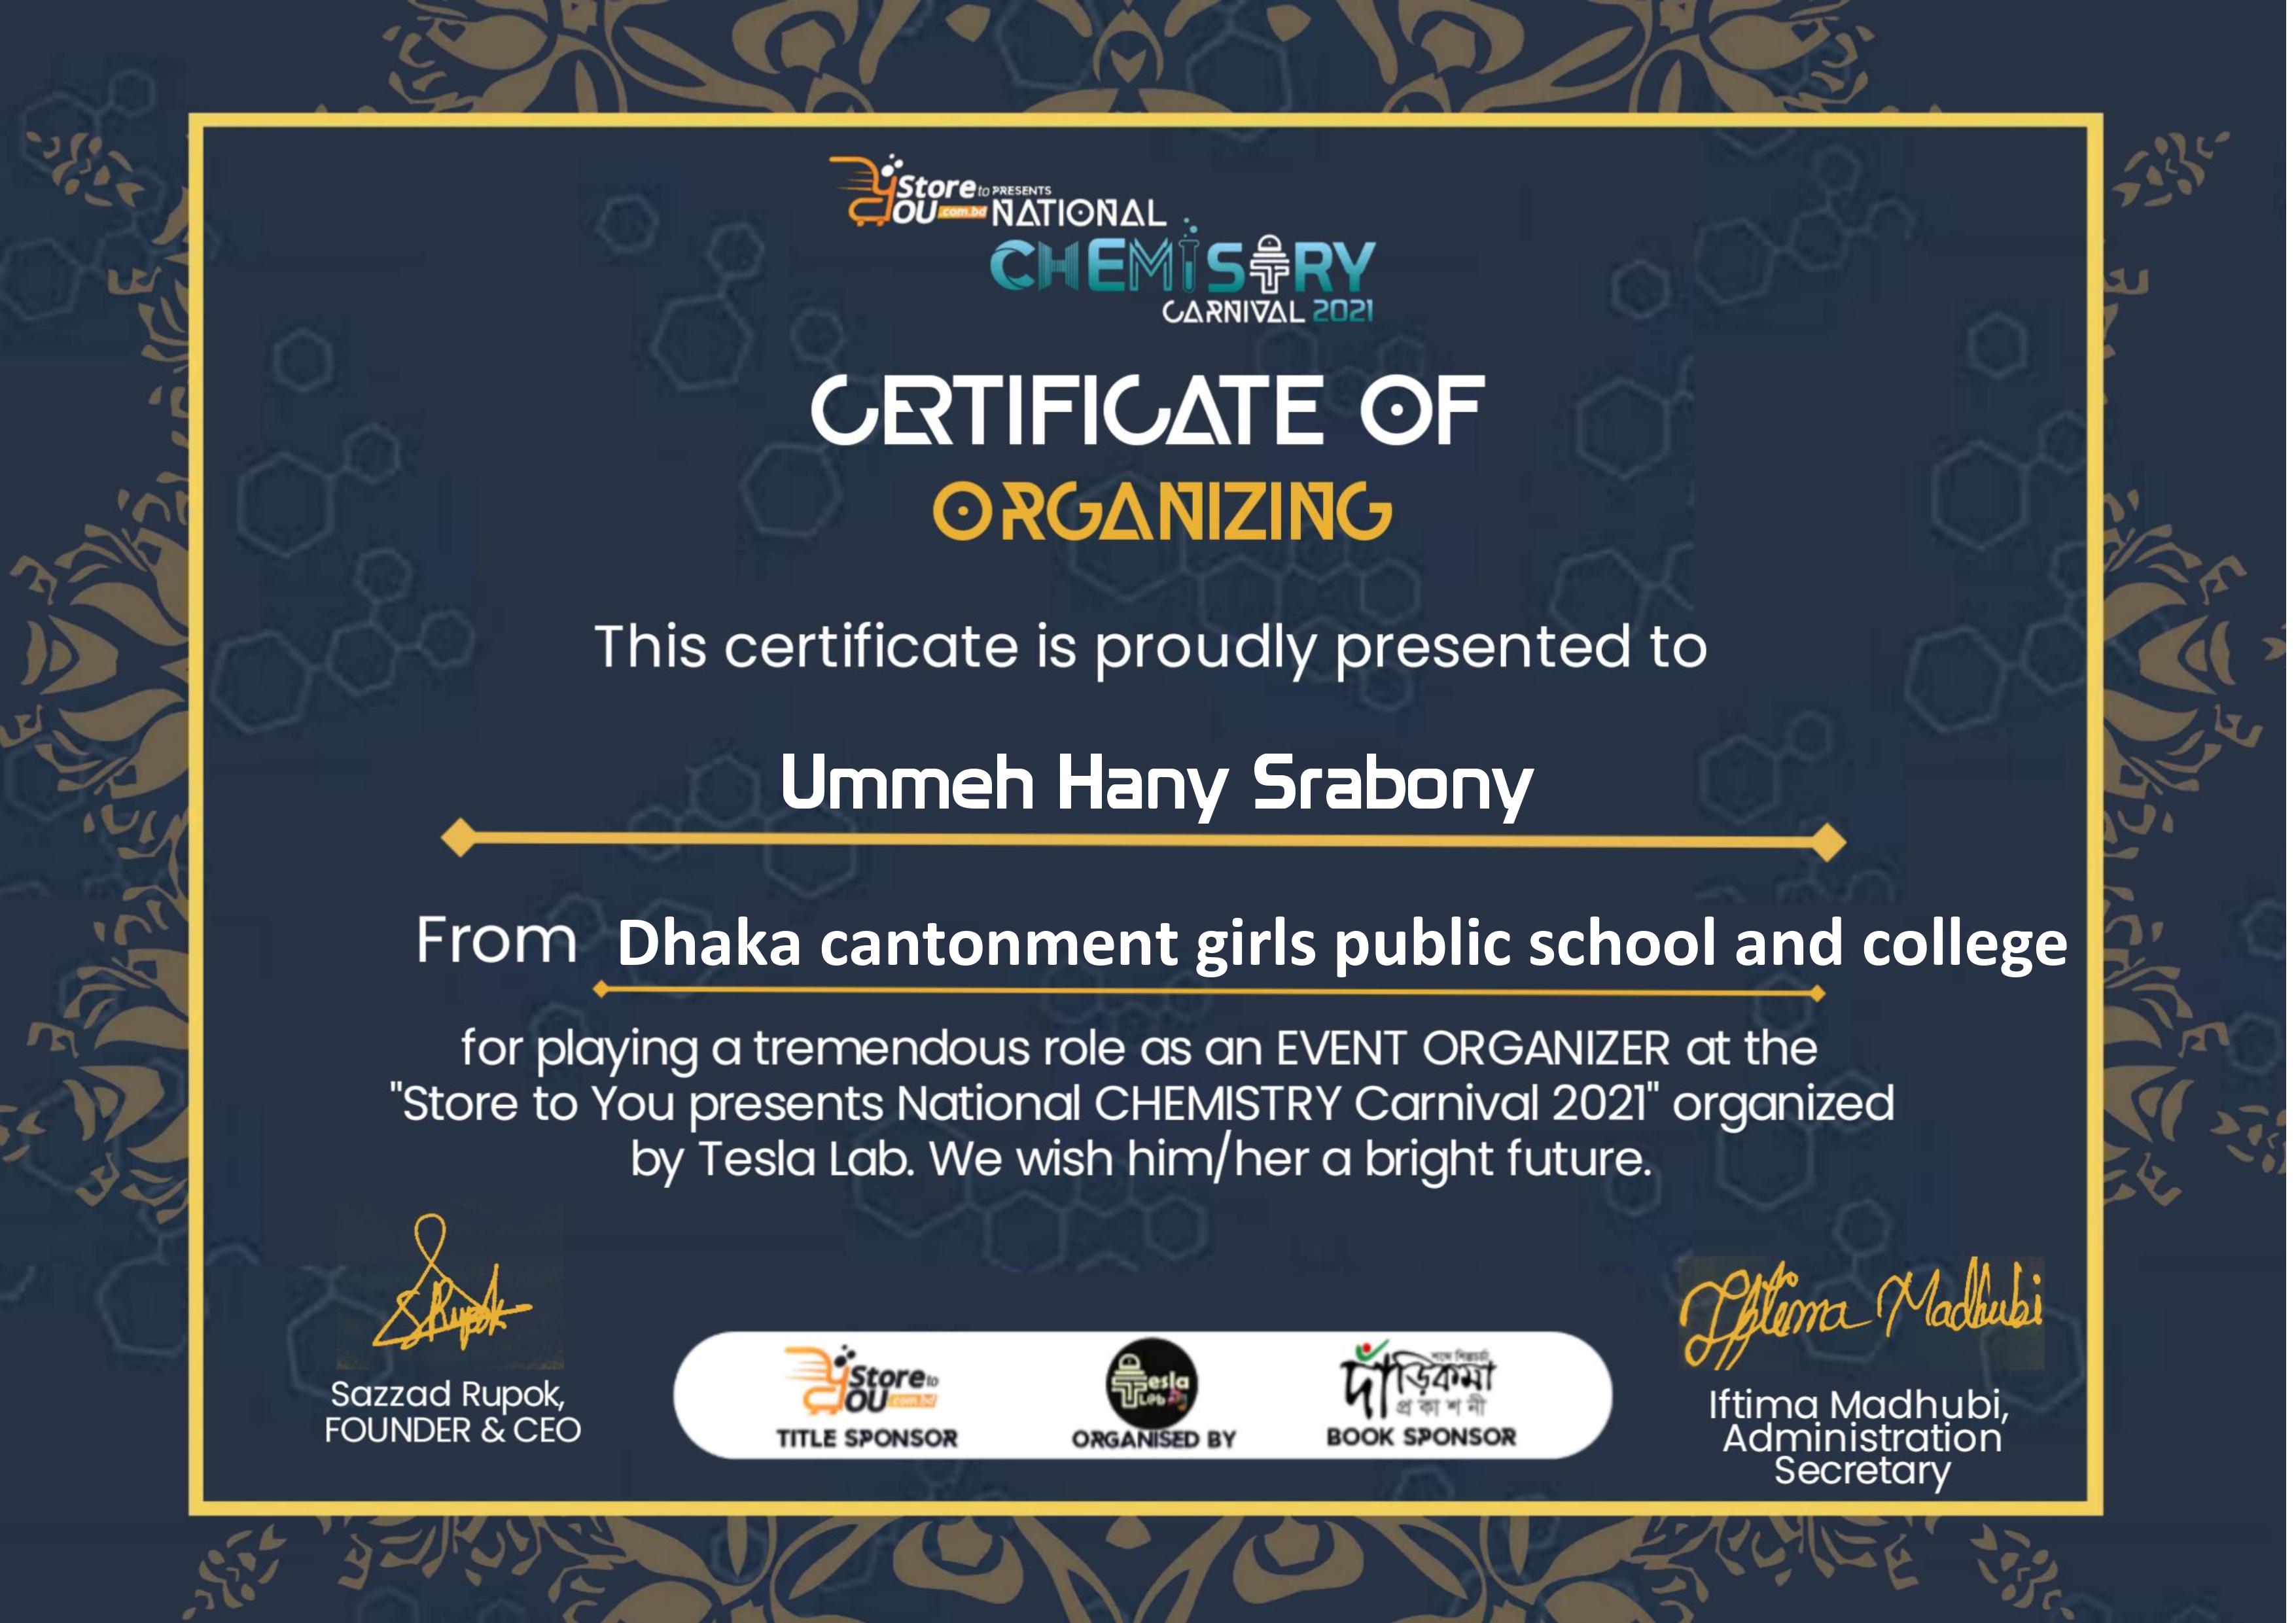 Store to PRESENTS
YOU .com.bd NATIONAL
CHEMISTRY
CARNIVAL 2021
CERTIFICATE OF
ORGANIZING
This certificate is proudly presented to
Ummeh Hany Srabony
From Dhaka cantonment girls public school and college
for playing a tremendous role as an EVENT ORGANIZER at the
"Store to You presents National CHEMISTRY Carnival 2021" organized
by Tesla Lab. We wish him/her a bright future.
SRupok
Sazzad Rupok,
FOUNDER & CEO
Store to
YOU .com.bd
TITLE SPONSOR
Tesla
Lab
ORGANISED BY
দাঁড়িকমা
প্রকাশনী
BOOK SPONSOR
Iftima Madhubi
Iftima Madhubi,
Administration
Secretary